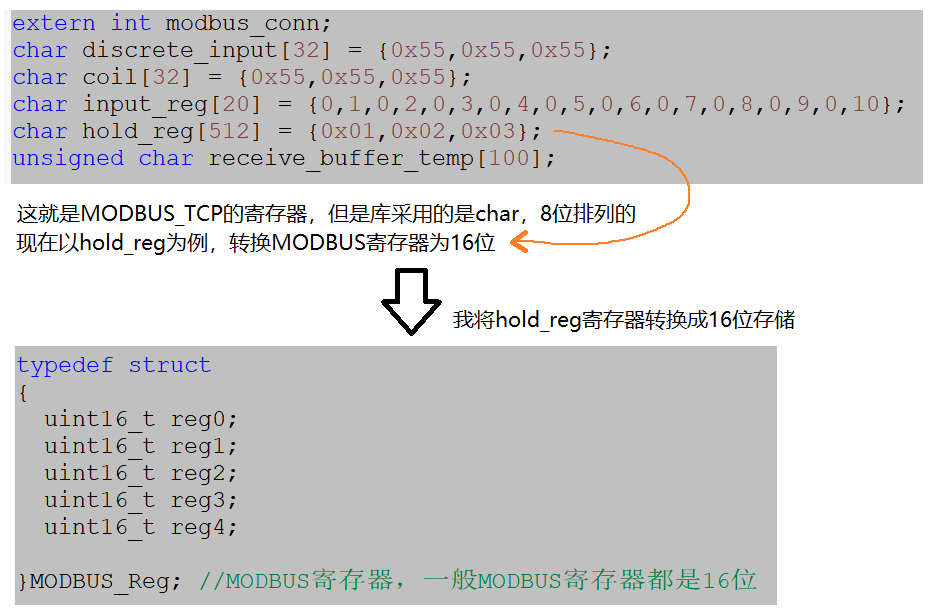 extern int modbus_conn;
char discrete_input[32] = {0x55,0x55,0x55};
char coil[32] = {0x55,0x55,0x55};
char input_reg[20] = {0,1,0,2,0,3,0,4,0,5,0,6,0,7,0,8,0,9,0,10};
char hold_reg[512] = {0x01,0x02,0x03};
unsigned char receive_buffer_temp[100];
这就是MODBUS_TCP的寄存器，但是库采用的是char，8位排列的
现在以hold_reg为例，转换MODBUS寄存器为16位
我将hold_reg寄存器转换成16位存储
typedef struct
{
  uint16_t reg0;
  uint16_t reg1;
  uint16_t reg2;
  uint16_t reg3;
  uint16_t reg4;
}MODBUS_Reg; //MODBUS寄存器，一般MODBUS寄存器都是16位